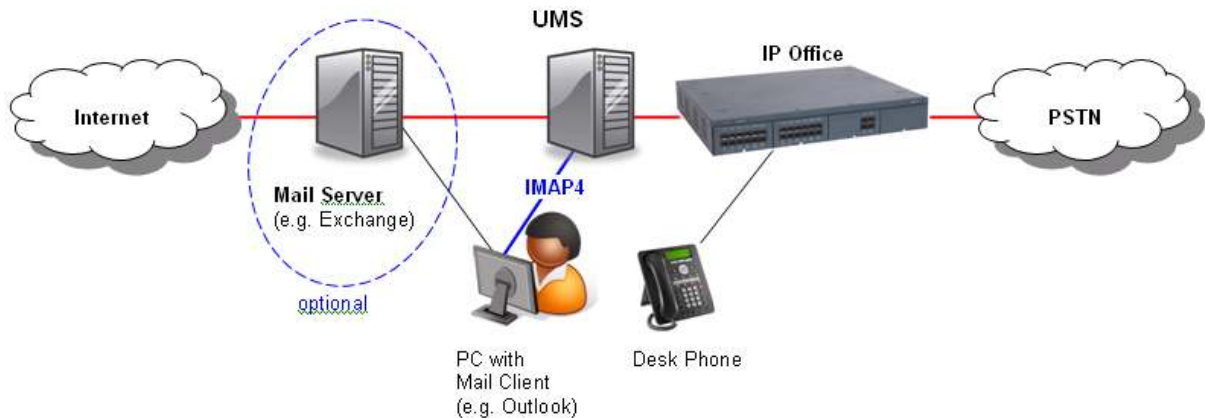 UMS
IP Office
Internet
PSTN
IMAP4
Mail Server
(e.g. Exchange)
optional
PC with
Mail Client
(e.g. Outlook)
Desk Phone